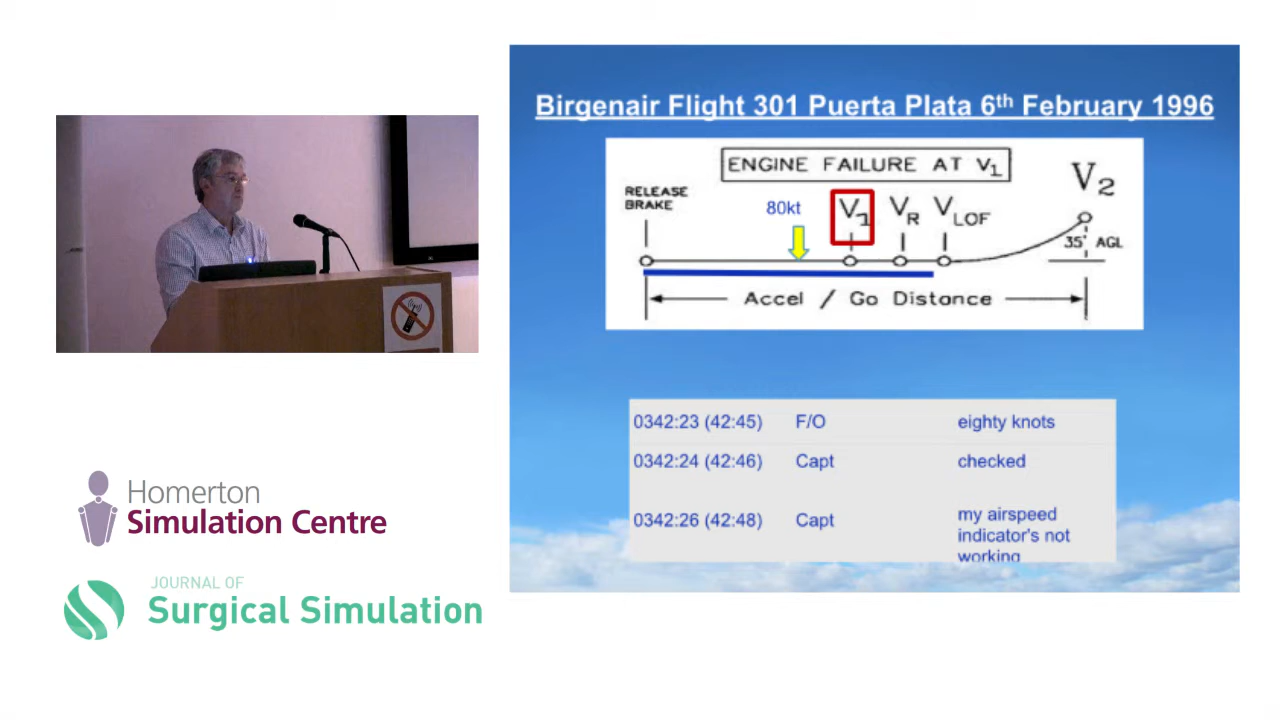 Birgenair Flight 301 Puerta Plata 6th February 1996
ENGINE FAILURE AT V1
RELEASE
BRAKE
80kt
V1
VR
VLOF
V2
35' AGL
Accel / Go Distance
0342:23 (42:45) F/O eighty knots
0342:24 (42:46) Capt checked
0342:26 (42:48) Capt my airspeed
indicator's not
working
Homerton
Simulation Centre
JOURNAL OF
Surgical Simulation